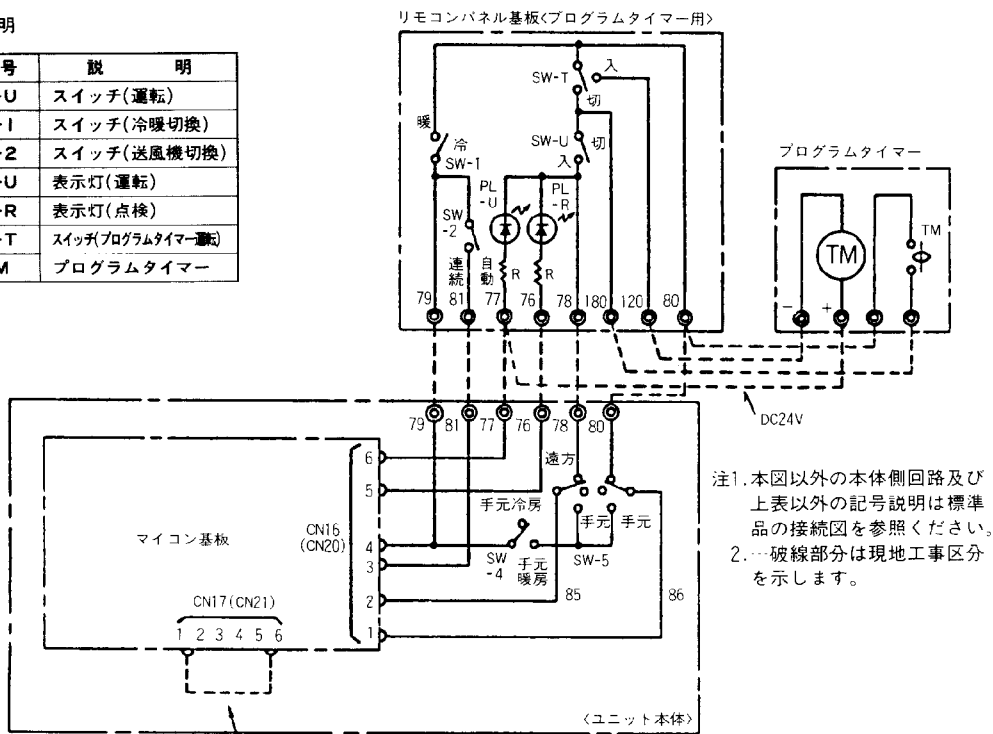 明
号 説 明
-U スイッチ(運転)
-1 スイッチ(冷暖切換)
-2 スイッチ(送風機切換)
-U 表示灯(運転)
-R 表示灯(点検)
-T スイッチ(プログラムタイマー運転)
M プログラムタイマー
リモコンパネル基板<プログラムタイマー用>
入
SW-T
切
暖
冷
SW-1
SW-U 切
入
PL
-U
PL
-R
SW
-2
連続
自動
R
R
79 81 77 76 78 180 120 80
プログラムタイマー
TM
TM
- +
DC24V
79 81 77 76 78 80
遠方
6
5
4
3
2
1
CN16
(CN20)
マイコン基板
手元冷房
手元 手元
SW
-4
手元
暖房
SW-5
85 86
CN17(CN21)
1 2 3 4 5 6
<ユニット本体>
注1.本図以外の本体側回路及び
上表以外の記号説明は標準
品の接続図を参照ください。
2.…破線部分は現地工事区分
を示します。